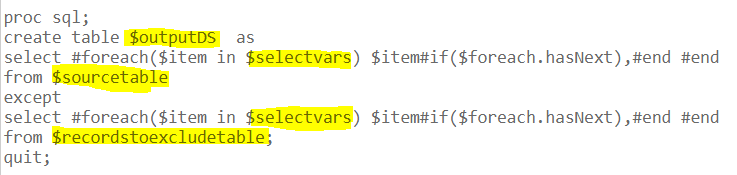 proc sql;
create table $outputDS as
select #foreach($item in $selectvars) $item#if($foreach.hasNext),#end #end
from $sourcetable
except
select #foreach($item in $selectvars) $item#if($foreach.hasNext),#end #end
from $recordstoexcludetable;
quit;